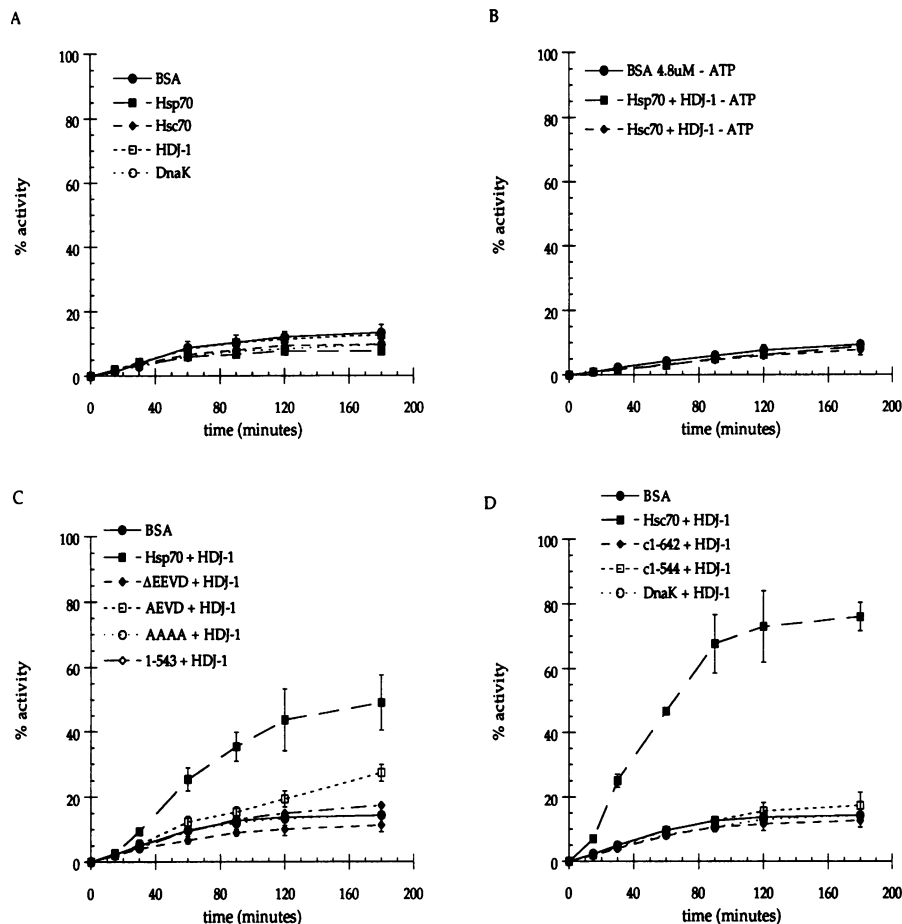 A
100
80
60
40
20
0
% activity
BSA
Hsp70
Hsc70
HDJ-1
DnaK
0 40 80 120 160 200
time (minutes)
B
100
80
60
40
20
0
% activity
BSA 4.8uM - ATP
Hsp70 + HDJ-1 - ATP
Hsc70 + HDJ-1 - ATP
0 40 80 120 160 200
time (minutes)
C
100
80
60
40
20
0
% activity
BSA
Hsp70 + HDJ-1
ΔEEVD + HDJ-1
AEVD + HDJ-1
AAAA + HDJ-1
1-543 + HDJ-1
0 40 80 120 160 200
time (minutes)
D
100
80
60
40
20
0
% activity
BSA
Hsc70 + HDJ-1
c1-642 + HDJ-1
c1-544 + HDJ-1
DnaK + HDJ-1
0 40 80 120 160 200
time (minutes)